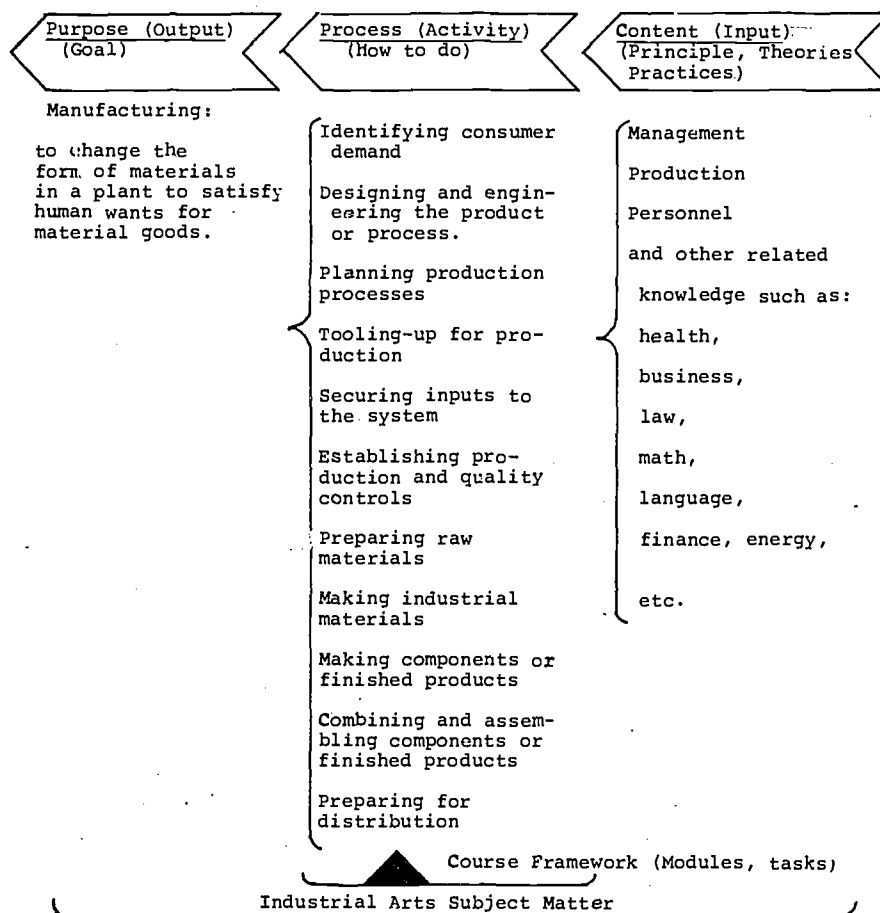 Purpose (Output)
(Goal)
Process (Activity)
(How to do)
Content (Input)
(Principle, Theories
Practices)
Manufacturing:
to change the
form of materials
in a plant to satisfy
human wants for
material goods.
Identifying consumer
demand
Designing and engin-
eering the product
or process.
Planning production
processes
Tooling-up for pro-
duction
Securing inputs to
the system
Establishing pro-
duction and quality
controls
Preparing raw
materials
Making industrial
materials
Making components or
finished products
Combining and assem-
bling components or
finished products
Preparing for
distribution
Management
Production
Personnel
and other related
knowledge such as:
health,
business,
law,
math,
language,
finance, energy,
etc.
Course Framework (Modules, tasks)
Industrial Arts Subject Matter